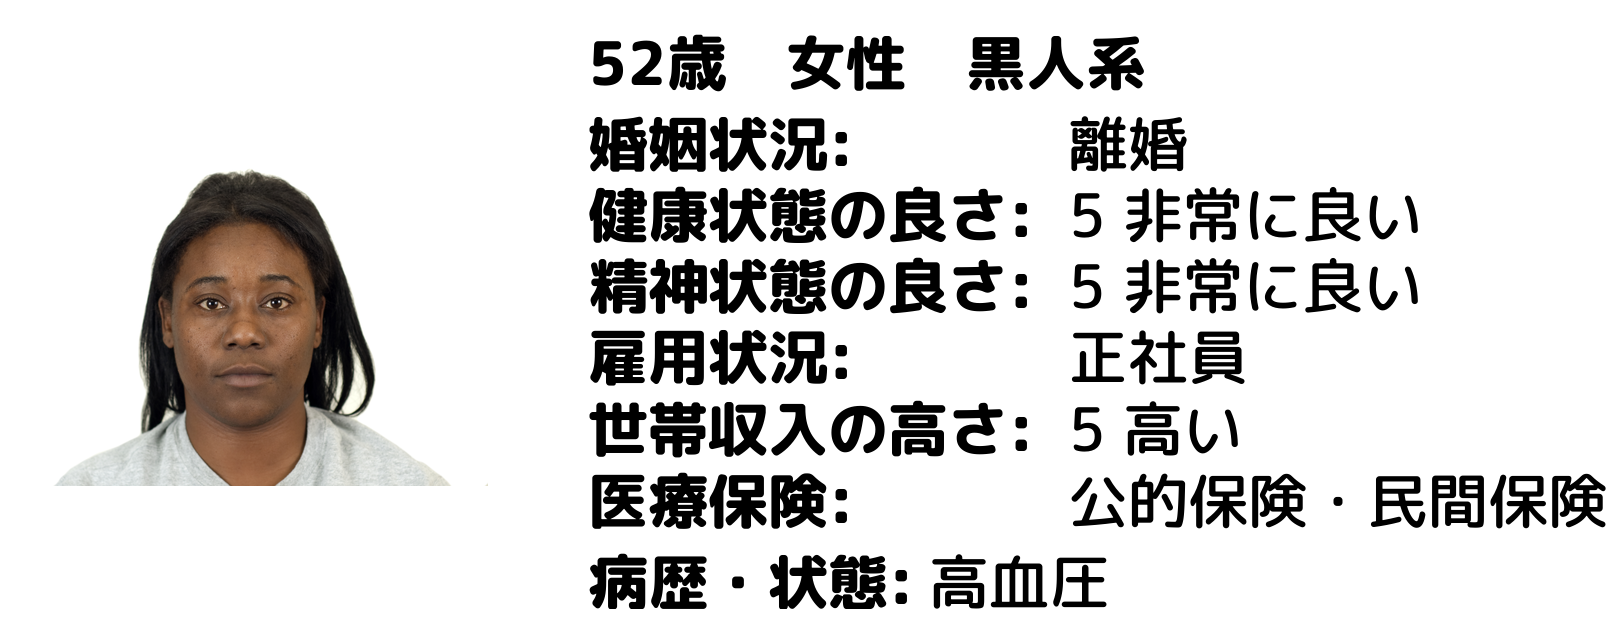 52歳　女性　黒人系
婚姻状況: 離婚
健康状態の良さ: 5 非常に良い
精神状態の良さ: 5 非常に良い
雇用状況: 正社員
世帯収入の高さ: 5 高い
医療保険: 公的保険・民間保険
病歴・状態: 高血圧